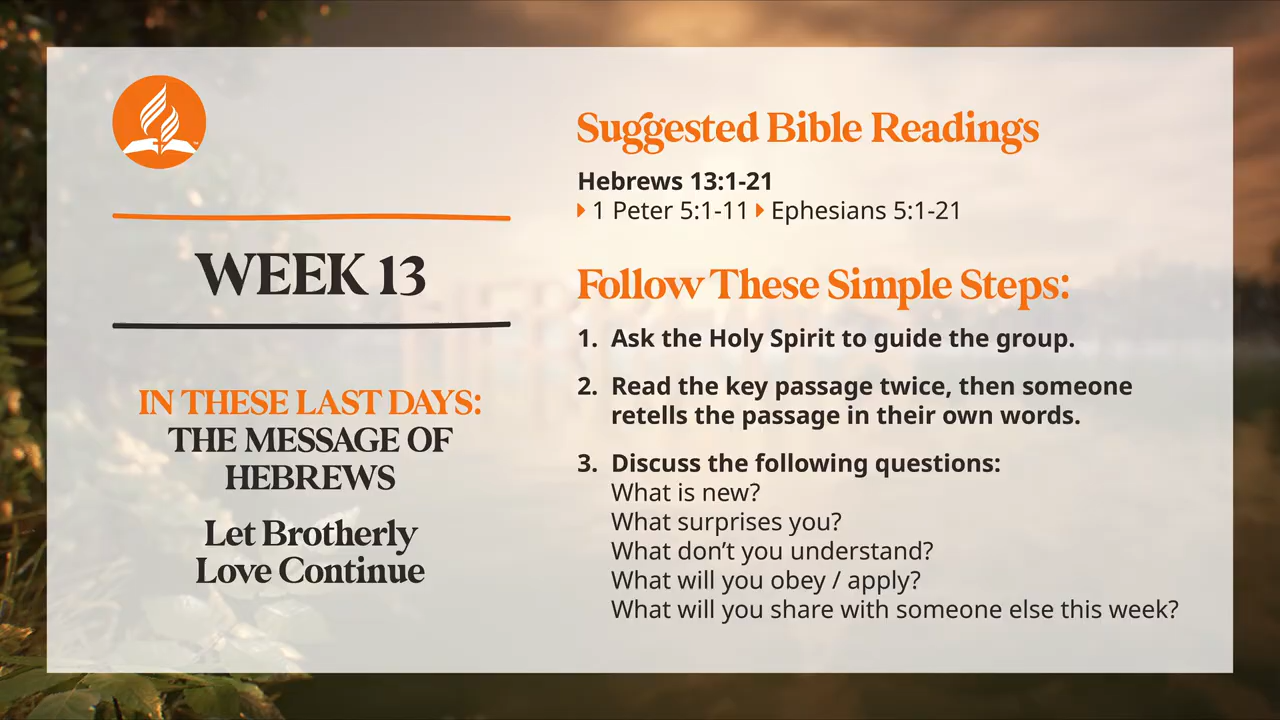 WEEK 13
IN THESE LAST DAYS:
THE MESSAGE OF
HEBREWS
Let Brotherly
Love Continue
Suggested Bible Readings
Hebrews 13:1-21
1 Peter 5:1-11 Ephesians 5:1-21
Follow These Simple Steps:
1. Ask the Holy Spirit to guide the group.
2. Read the key passage twice, then someone
retells the passage in their own words.
3. Discuss the following questions:
What is new?
What surprises you?
What don’t you understand?
What will you obey / apply?
What will you share with someone else this week?